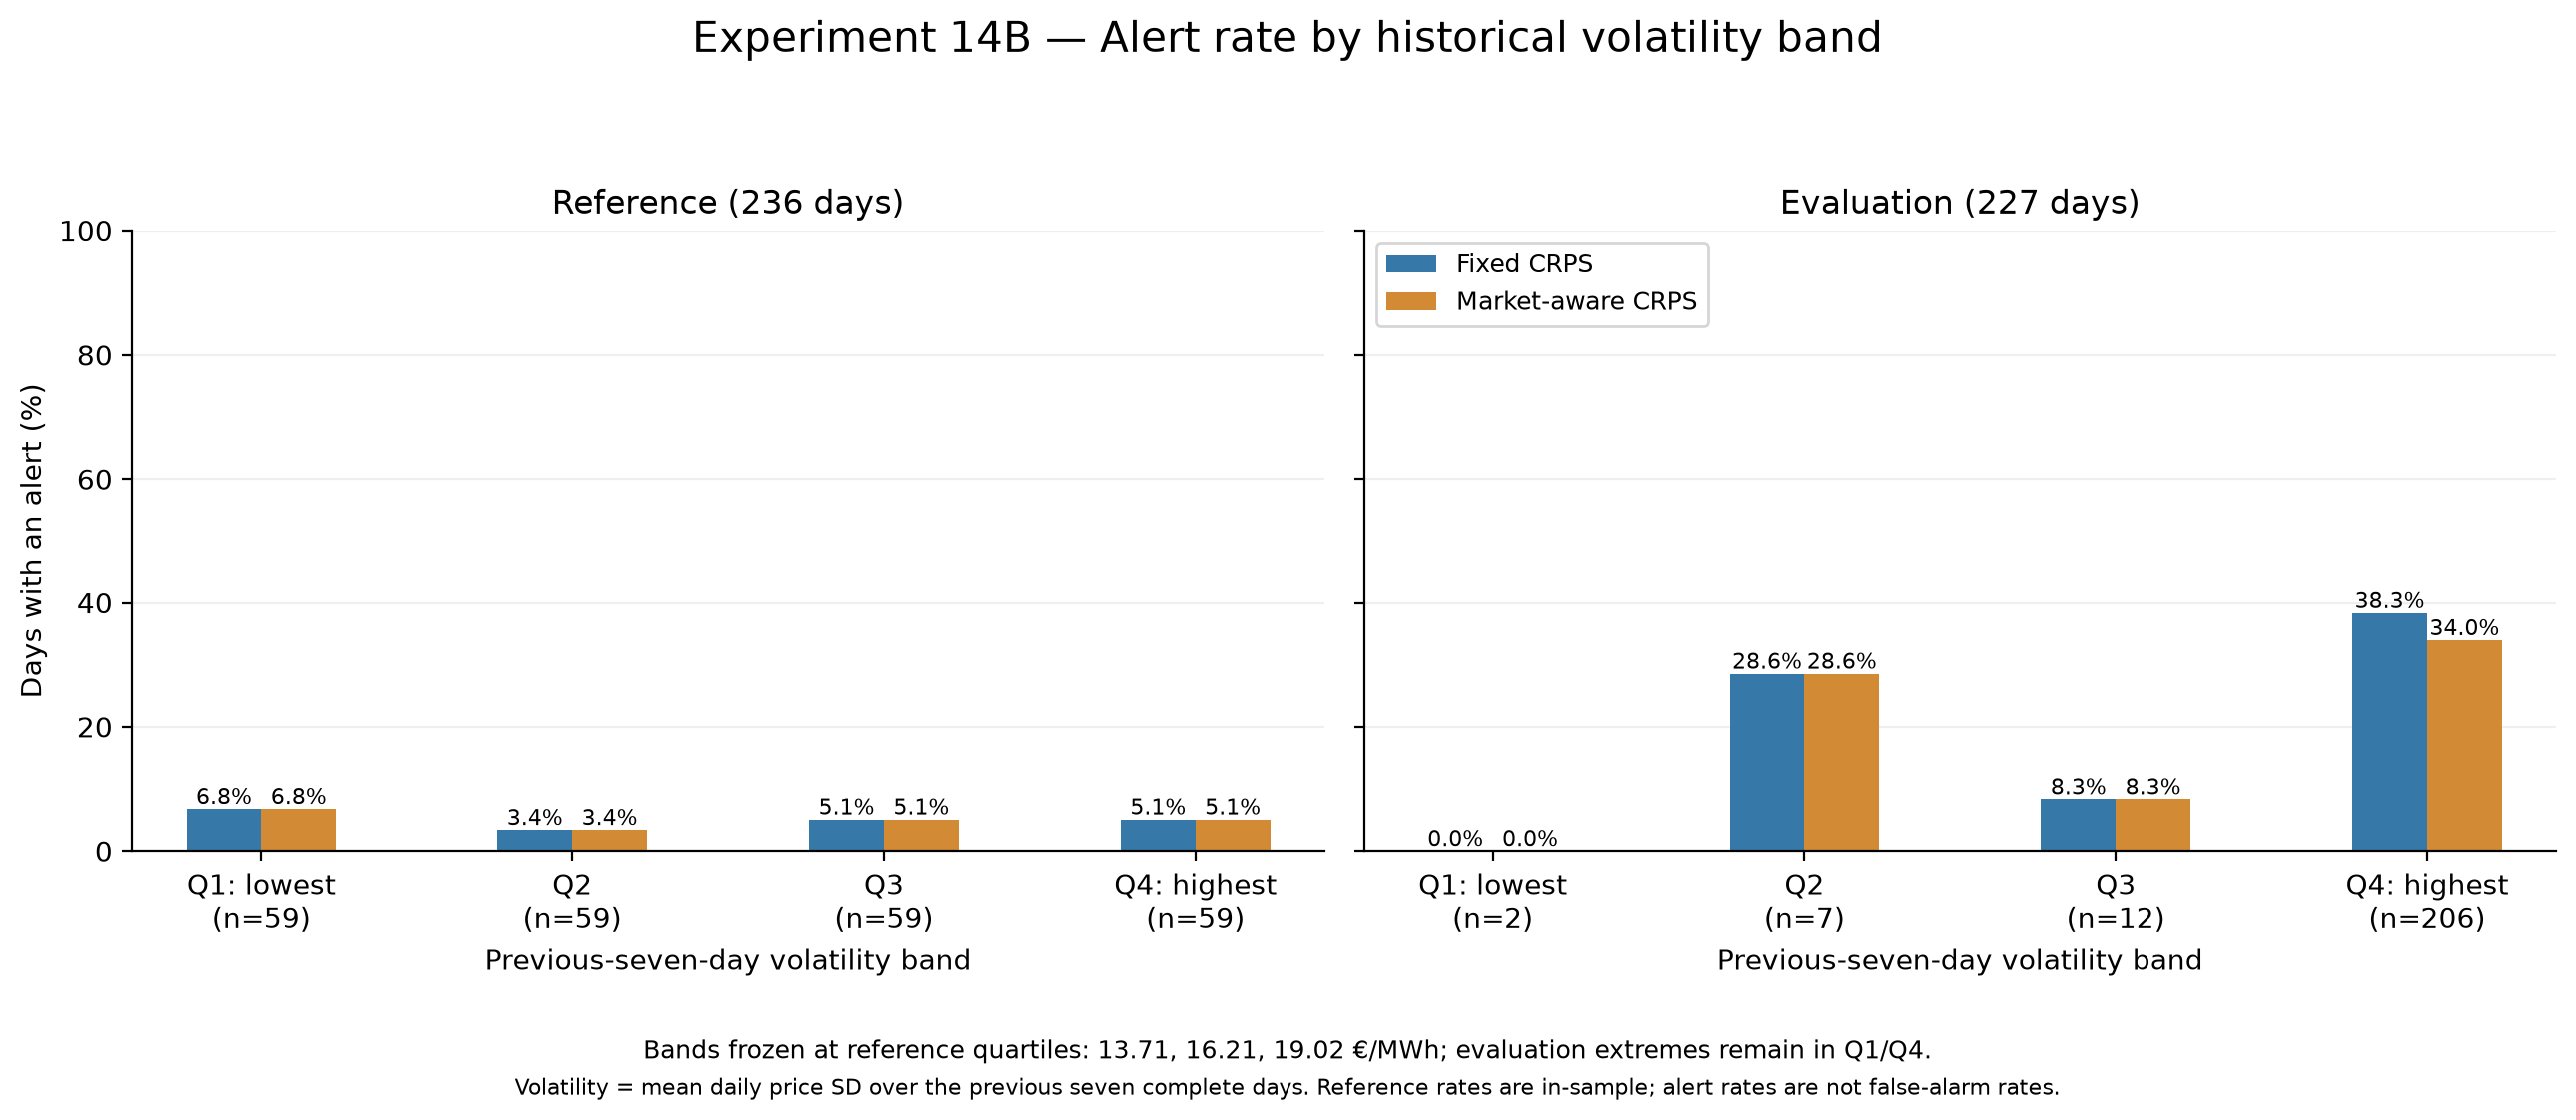 Experiment 14B — Alert rate by historical volatility band
Reference (236 days)
Days with an alert (%)
100
80
60
40
20
0
6.8% 6.8%
3.4% 3.4%
5.1% 5.1%
5.1% 5.1%
Q1: lowest
(n=59)
Q2
(n=59)
Q3
(n=59)
Q4: highest
(n=59)
Previous-seven-day volatility band
Evaluation (227 days)
Fixed CRPS
Market-aware CRPS
0.0% 0.0%
28.6% 28.6%
8.3% 8.3%
38.3%
34.0%
Q1: lowest
(n=2)
Q2
(n=7)
Q3
(n=12)
Q4: highest
(n=206)
Previous-seven-day volatility band
Bands frozen at reference quartiles: 13.71, 16.21, 19.02 €/MWh; evaluation extremes remain in Q1/Q4.
Volatility = mean daily price SD over the previous seven complete days. Reference rates are in-sample; alert rates are not false-alarm rates.